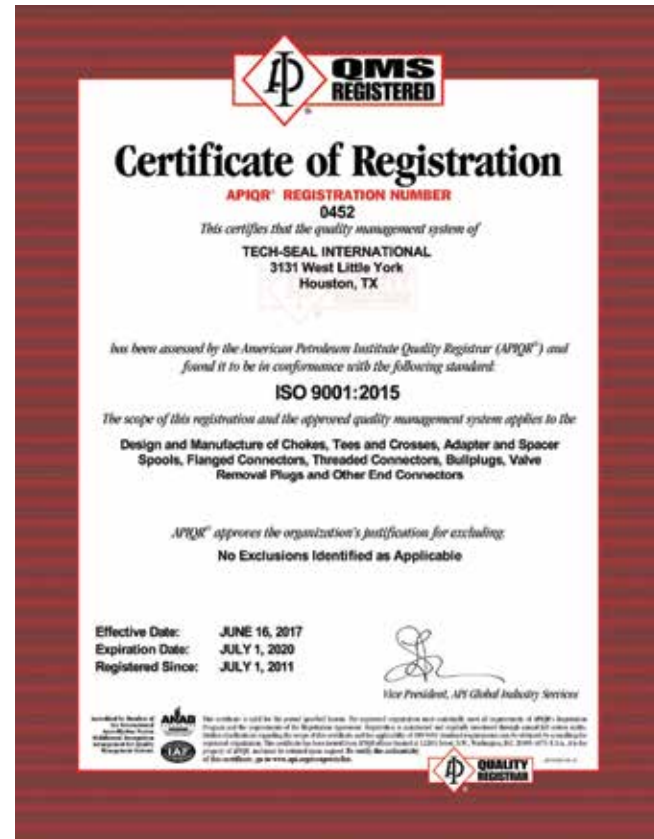 QMS
REGISTERED
Certificate of Registration
APIQR® REGISTRATION NUMBER
0452
This certifies that the quality management system of
TECH-SEAL INTERNATIONAL
3131 West Little York
Houston, TX
has been assessed by the American Petroleum Institute Quality Registrar (APIQR®) and
found it to be in conformance with the following standard:
ISO 9001:2015
The scope of this registration and the approved quality management system applies to the
Design and Manufacture of Chokes, Tees and Crosses, Adapter and Spacer
Spools, Flanged Connectors, Threaded Connectors, Bullplugs, Valve
Removal Plugs and Other End Connectors
APIQR® approves the organization's justification for excluding:
No Exclusions Identified as Applicable
Effective Date: JUNE 16, 2017
Expiration Date: JULY 1, 2020
Registered Since: JULY 1, 2011
Vice President, API Global Industry Services
ANAB
IAF
QUALITY
REGISTRAR